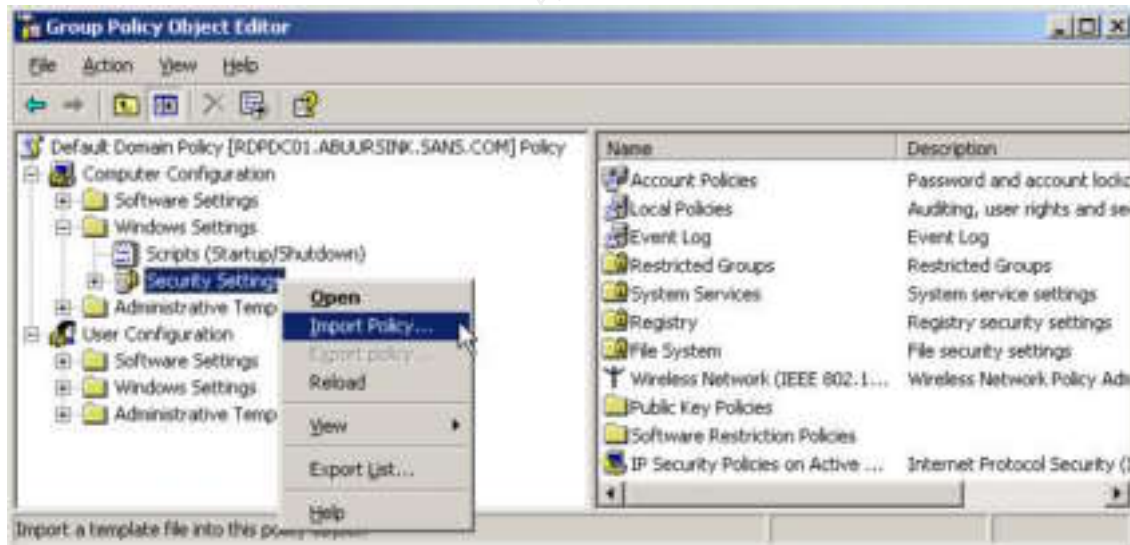 Group Policy Object Editor
File Action View Help
Default Domain Policy [RDPDC01.ABUURSINK.SANS.COM] Policy
Computer Configuration
Software Settings
Windows Settings
Scripts (Startup/Shutdown)
Security Settings
Administrative Temp
User Configuration
Software Settings
Windows Settings
Administrative Temp
Open
Import Policy...
Export policy...
Reload
View
Export List...
Help
Name Description
Account Policies Password and account locko
Local Policies Auditing, user rights and se
Event Log Event Log
Restricted Groups Restricted Groups
System Services System service settings
Registry Registry security settings
File System File security settings
Wireless Network (IEEE 802.1... Wireless Network Policy Adm
Public Key Policies
Software Restriction Policies
IP Security Policies on Active ... Internet Protocol Security (I
Import a template file into this